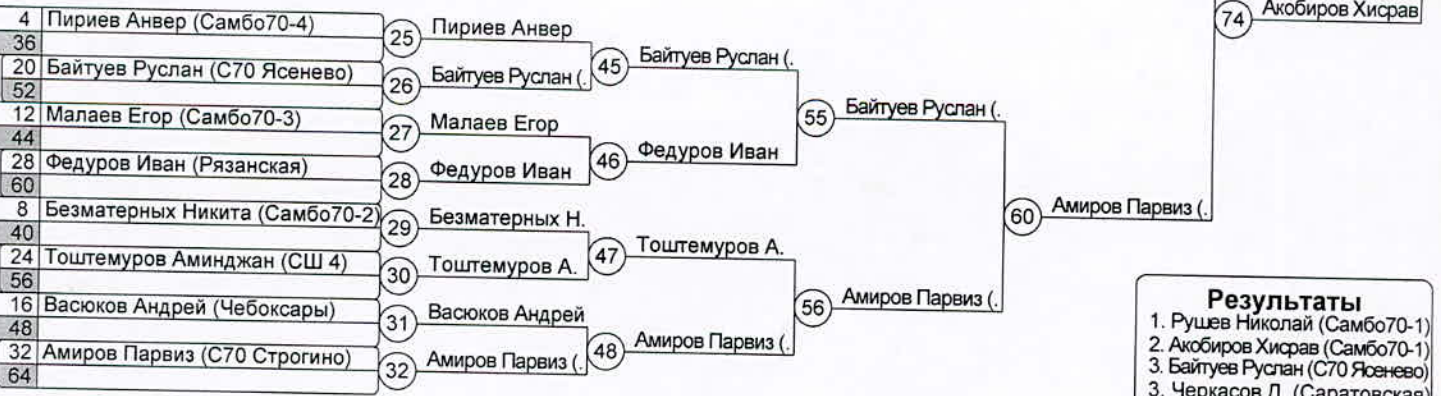 74 Акобиров Хисрав
4 Пириев Анвер (Самбо70-4)
36
25 Пириев Анвер
20 Байтуев Руслан (С70 Ясенево)
52
26 Байтуев Руслан (.
45 Байтуев Руслан (.
12 Малаев Егор (Самбо70-3)
44
27 Малаев Егор
28 Федуров Иван (Рязанская)
60
28 Федуров Иван
46 Федуров Иван
55 Байтуев Руслан (.
8 Безматерных Никита (Самбо70-2)
40
29 Безматерных Н.
24 Тоштемуров Аминджан (СШ 4)
56
30 Тоштемуров А.
47 Тоштемуров А.
16 Васюков Андрей (Чебоксары)
48
31 Васюков Андрей
32 Амиров Парвиз (С70 Строгино)
64
32 Амиров Парвиз (.
48 Амиров Парвиз (.
56 Амиров Парвиз (.
60 Амиров Парвиз (.
Результаты
1. Рушев Николай (Самбо70-1)
2. Акобиров Хисрав (Самбо70-1)
3. Байтуев Руслан (С70 Ясенево)
3. Черкасов Д. (Саратовская)